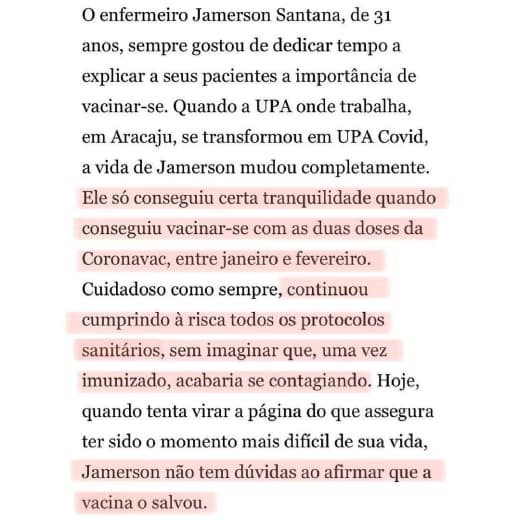 O enfermeiro Jamerson Santana, de 31
anos, sempre gostou de dedicar tempo a
explicar a seus pacientes a importância de
vacinar-se. Quando a UPA onde trabalha,
em Aracaju, se transformou em UPA Covid,
a vida de Jamerson mudou completamente.
Ele só conseguiu certa tranquilidade quando
conseguiu vacinar-se com as duas doses da
Coronavac, entre janeiro e fevereiro.
Cuidadoso como sempre, continuou
cumprindo à risca todos os protocolos
sanitários, sem imaginar que, uma vez
imunizado, acabaria se contagiando. Hoje,
quando tenta virar a página do que assegura
ter sido o momento mais difícil de sua vida,
Jamerson não tem dúvidas ao afirmar que a
vacina o salvou.